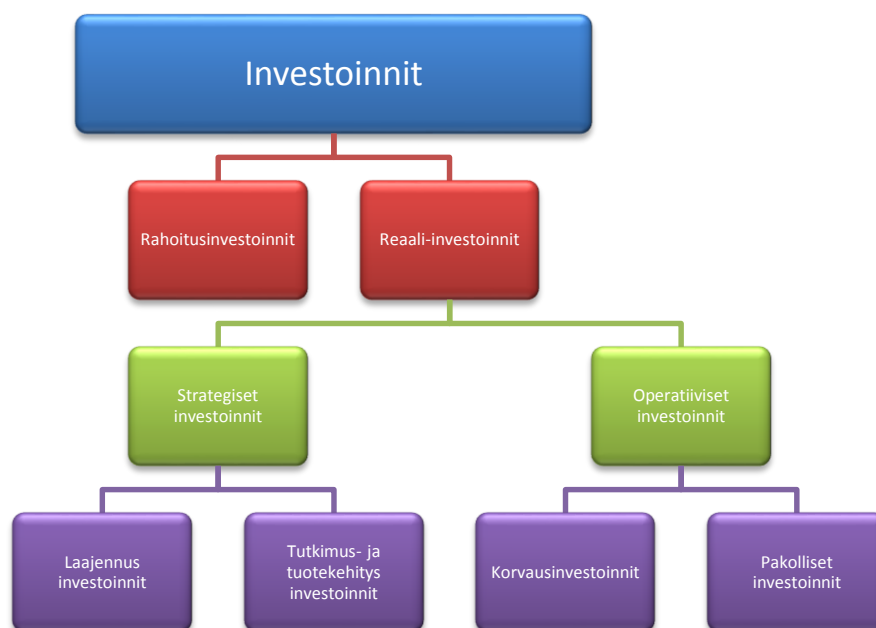 Investoinnit
Rahoitusinvestoinnit
Reaali-investoinnit
Strategiset
investoinnit
Operatiiviset
investoinnit
Laajennus
investoinnit
Tutkimus- ja
tuotekehitys
investoinnit
Korvausinvestoinnit
Pakolliset
investoinnit